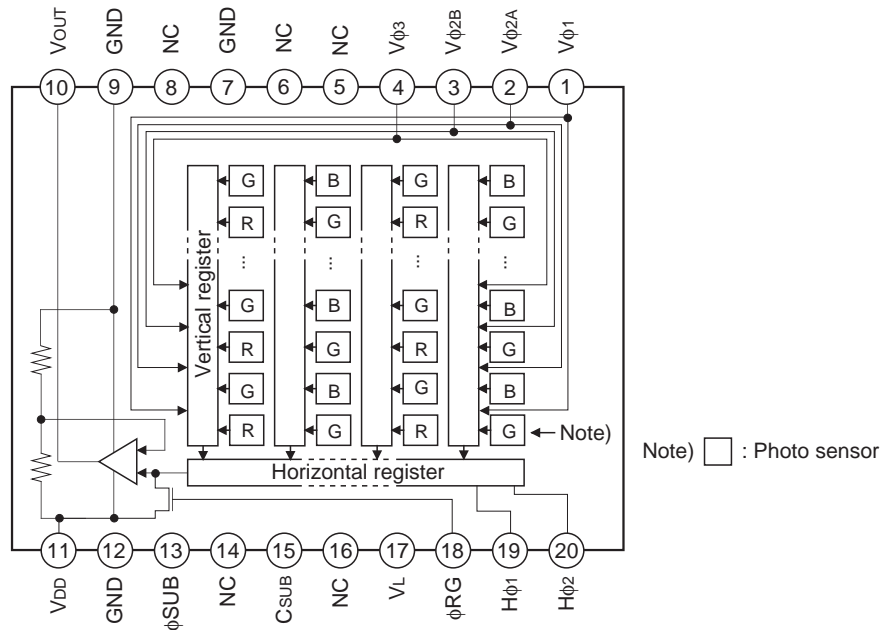 VOUT GND NC GND NC NC Vϕ3 Vϕ2B Vϕ2A Vϕ1
10 9 8 7 6 5 4 3 2 1
G B G B
R G R G
... ... ... ...
Vertical register
G B G B
R G R G
G B G B
R G R G
Note)
Note) : Photo sensor
Horizontal register
11 12 13 14 15 16 17 18 19 20
VDD GND ϕSUB NC CSUB NC VL ϕRG Hϕ1 Hϕ2